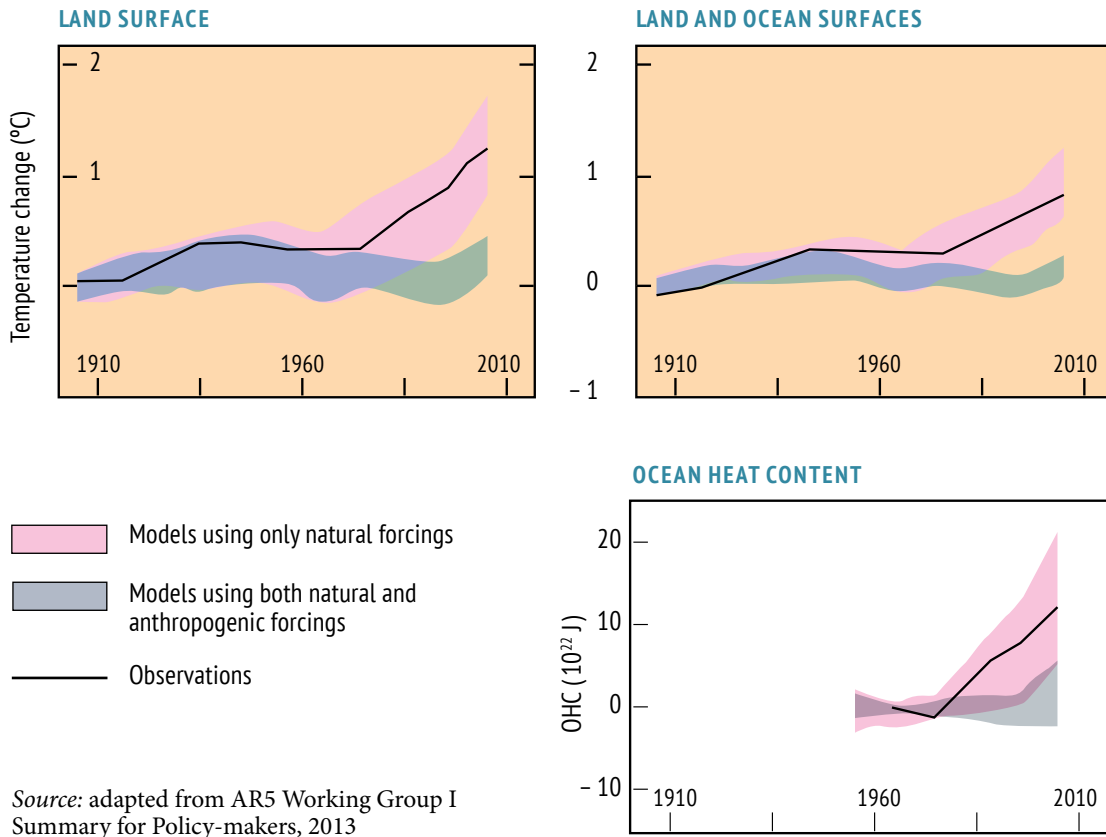 LAND SURFACE
Temperature change (ºC)
2
1
1910
1960
2010
LAND AND OCEAN SURFACES
2
1
0
– 1
1910
1960
2010
Models using only natural forcings
Models using both natural and
anthropogenic forcings
Observations
OCEAN HEAT CONTENT
OHC (10²² J)
20
10
0
– 10
1910
1960
2010
Source: adapted from AR5 Working Group I
Summary for Policy-makers, 2013